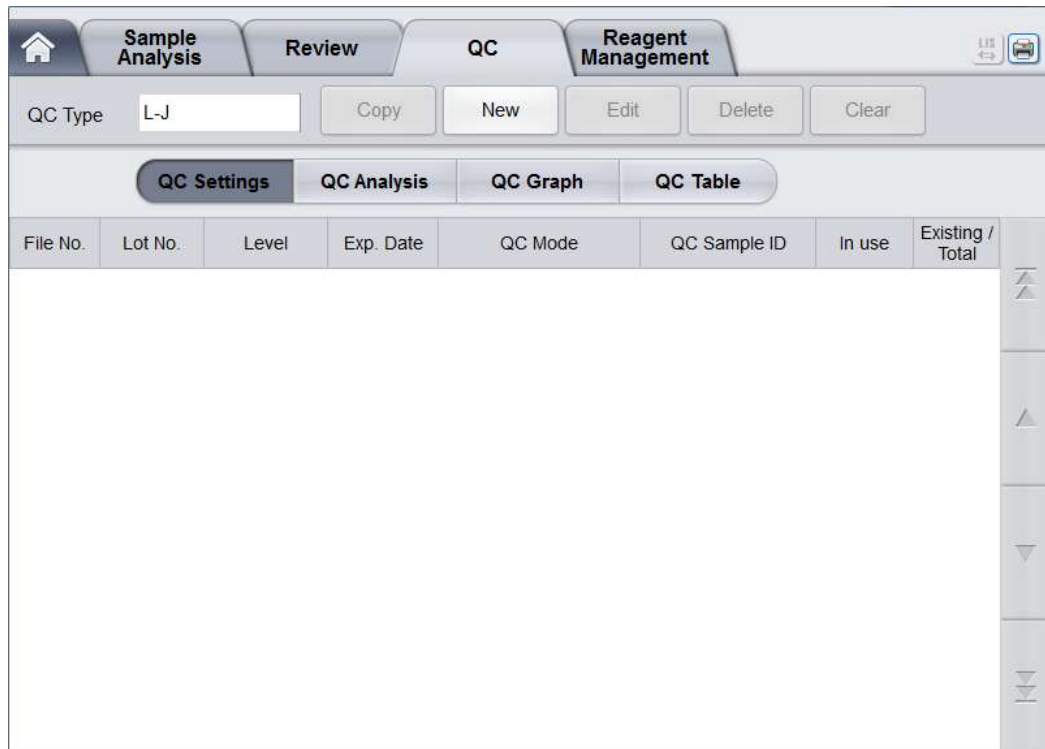 Sample Analysis
Review
QC
Reagent Management
LIS
QC Type
L-J
Copy
New
Edit
Delete
Clear
QC Settings
QC Analysis
QC Graph
QC Table
File No.
Lot No.
Level
Exp. Date
QC Mode
QC Sample ID
In use
Existing / Total